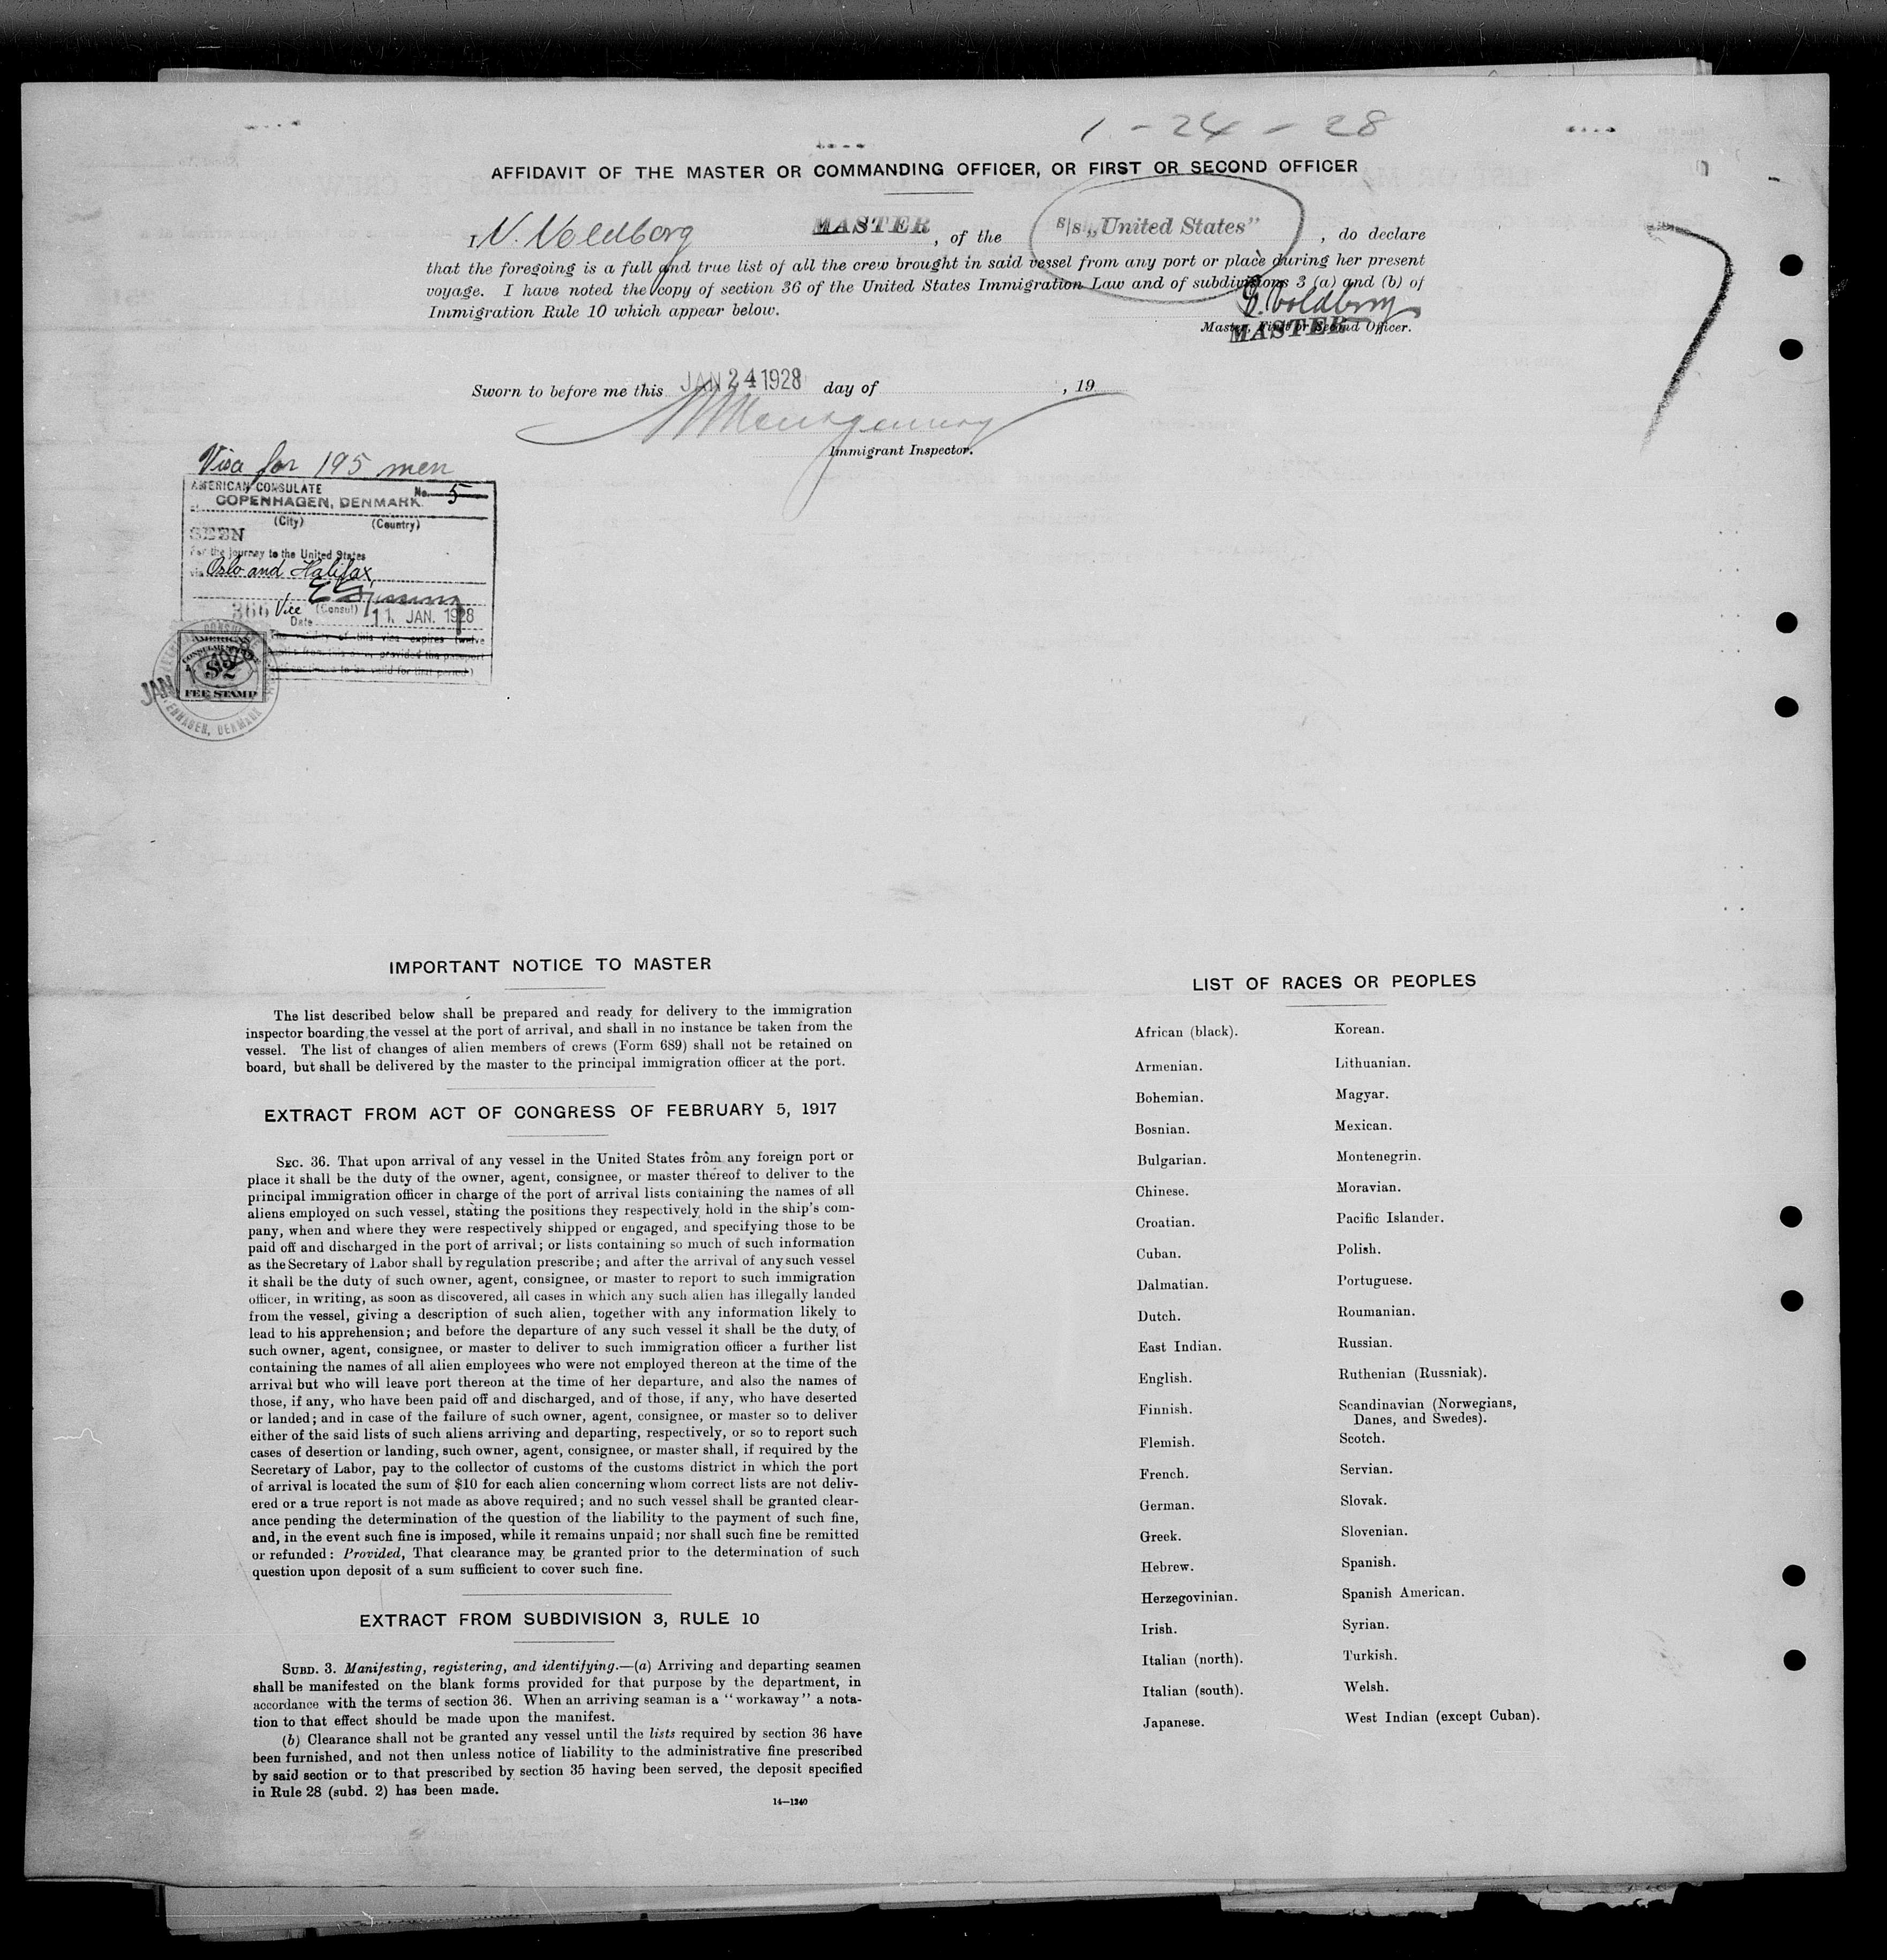 1 - 24 - 28
AFFIDAVIT OF THE MASTER OR COMMANDING OFFICER, OR FIRST OR SECOND OFFICER
I, V. Voldborg MASTER, of the s/s „United States”, do declare
that the foregoing is a full and true list of all the crew brought in said vessel from any port or place during her present
voyage. I have noted the copy of section 36 of the United States Immigration Law and of subdivisions 3 (a) and (b) of
Immigration Rule 10 which appear below.
Voldborg
Master, First or Second Officer.
MASTER
Sworn to before me this JAN 24 1928 day of , 19
Montgomery
Immigrant Inspector.
7
Visa for 195 men
AMERICAN CONSULATE No. 5
at COPENHAGEN, DENMARK.
(City) (Country)
SEEN
For the journey to the United States
via Oslo and Halifax
366 Vice (Consul)
Date 11. JAN. 1928
The validity of this visa expires twelve
from this date provided the passport
continues to be valid for that period)
AMERICAN
CONSULAR
$2
FEE STAMP
JAN
COPENHAGEN, DENMARK
IMPORTANT NOTICE TO MASTER
The list described below shall be prepared and ready for delivery to the immigration
inspector boarding the vessel at the port of arrival, and shall in no instance be taken from the
vessel. The list of changes of alien members of crews (Form 689) shall not be retained on
board, but shall be delivered by the master to the principal immigration officer at the port.
EXTRACT FROM ACT OF CONGRESS OF FEBRUARY 5, 1917
SEC. 36. That upon arrival of any vessel in the United States from any foreign port or
place it shall be the duty of the owner, agent, consignee, or master thereof to deliver to the
principal immigration officer in charge of the port of arrival lists containing the names of all
aliens employed on such vessel, stating the positions they respectively hold in the ship's com-
pany, when and where they were respectively shipped or engaged, and specifying those to be
paid off and discharged in the port of arrival; or lists containing so much of such information
as the Secretary of Labor shall by regulation prescribe; and after the arrival of any such vessel
it shall be the duty of such owner, agent, consignee, or master to report to such immigration
officer, in writing, as soon as discovered, all cases in which any such alien has illegally landed
from the vessel, giving a description of such alien, together with any information likely to
lead to his apprehension; and before the departure of any such vessel it shall be the duty of
such owner, agent, consignee, or master to deliver to such immigration officer a further list
containing the names of all alien employees who were not employed thereon at the time of the
arrival but who will leave port thereon at the time of her departure, and also the names of
those, if any, who have been paid off and discharged, and of those, if any, who have deserted
or landed; and in case of the failure of such owner, agent, consignee, or master so to deliver
either of the said lists of such aliens arriving and departing, respectively, or so to report such
cases of desertion or landing, such owner, agent, consignee, or master shall, if required by the
Secretary of Labor, pay to the collector of customs of the customs district in which the port
of arrival is located the sum of $10 for each alien concerning whom correct lists are not deliv-
ered or a true report is not made as above required; and no such vessel shall be granted clear-
ance pending the determination of the question of the liability to the payment of such fine,
and, in the event such fine is imposed, while it remains unpaid; nor shall such fine be remitted
or refunded: Provided, That clearance may be granted prior to the determination of such
question upon deposit of a sum sufficient to cover such fine.
EXTRACT FROM SUBDIVISION 3, RULE 10
SUBD. 3. Manifesting, registering, and identifying.—(a) Arriving and departing seamen
shall be manifested on the blank forms provided for that purpose by the department, in
accordance with the terms of section 36. When an arriving seaman is a “workaway” a nota-
tion to that effect should be made upon the manifest.
(b) Clearance shall not be granted any vessel until the lists required by section 36 have
been furnished, and not then unless notice of liability to the administrative fine prescribed
by said section or to that prescribed by section 35 having been served, the deposit specified
in Rule 28 (subd. 2) has been made.
14—1240
LIST OF RACES OR PEOPLES
African (black).
Armenian.
Bohemian.
Bosnian.
Bulgarian.
Chinese.
Croatian.
Cuban.
Dalmatian.
Dutch.
East Indian.
English.
Finnish.
Flemish.
French.
German.
Greek.
Hebrew.
Herzegovinian.
Irish.
Italian (north).
Italian (south).
Japanese.
Korean.
Lithuanian.
Magyar.
Mexican.
Montenegrin.
Moravian.
Pacific Islander.
Polish.
Portuguese.
Roumanian.
Russian.
Ruthenian (Russniak).
Scandinavian (Norwegians,
Danes, and Swedes).
Scotch.
Servian.
Slovak.
Slovenian.
Spanish.
Spanish American.
Syrian.
Turkish.
Welsh.
West Indian (except Cuban).